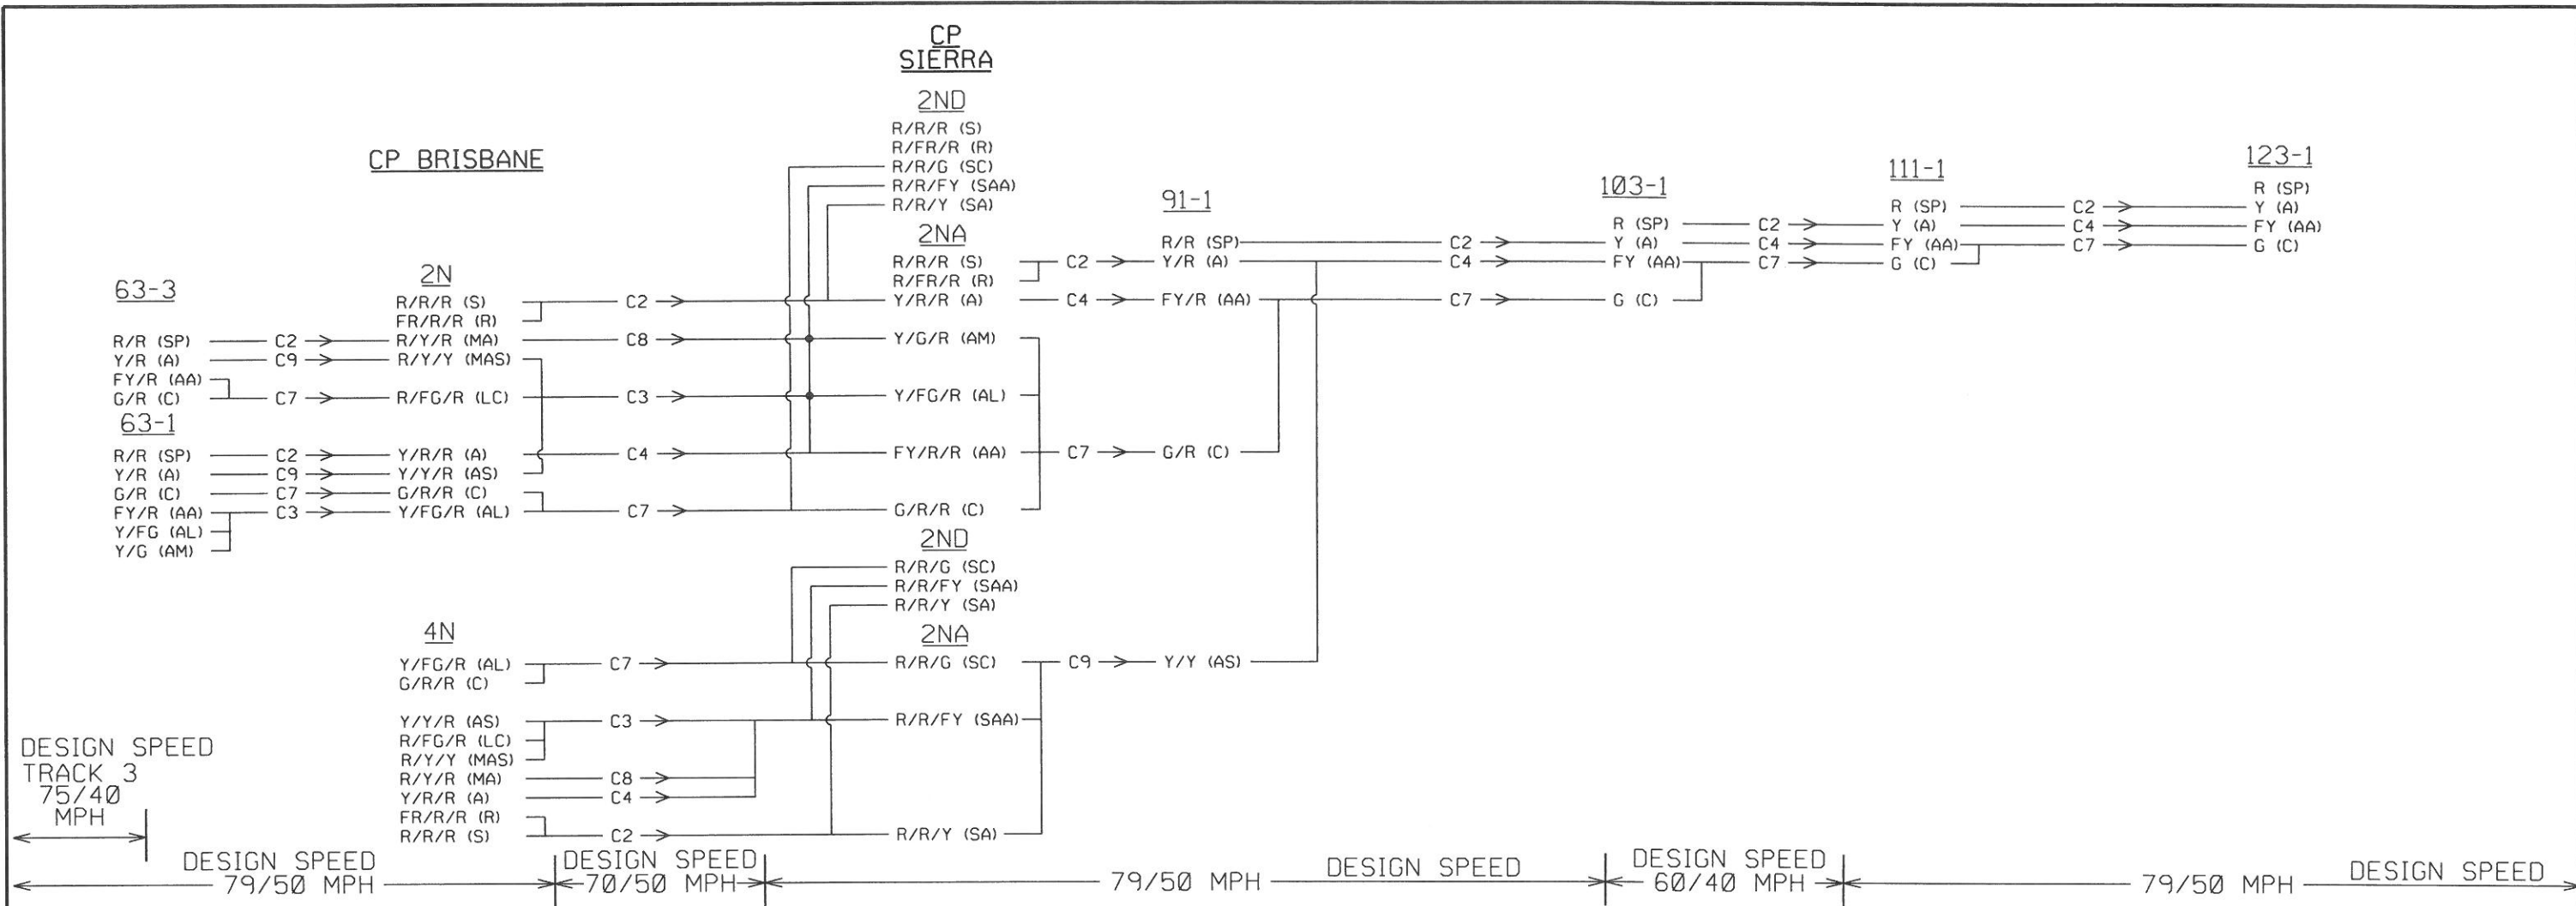 CP
SIERRA
CP BRISBANE
2ND
R/R/R (S)
R/FR/R (R)
R/R/G (SC)
R/R/FY (SAA)
R/R/Y (SA)
2NA
R/R/R (S)
R/FR/R (R)
Y/R/R (A)
Y/G/R (AM)
Y/FG/R (AL)
FY/R/R (AA)
G/R/R (C)
2ND
R/R/G (SC)
R/R/FY (SAA)
R/R/Y (SA)
2NA
R/R/G (SC)
R/R/FY (SAA)
R/R/Y (SA)
63-3
R/R (SP) C2
Y/R (A) C9
FY/R (AA)
G/R (C) C7
63-1
R/R (SP) C2
Y/R (A) C9
G/R (C) C7
FY/R (AA) C3
Y/FG (AL)
Y/G (AM)
2N
R/R/R (S) C2
FR/R/R (R)
R/Y/R (MA) C8
R/Y/Y (MAS)
R/FG/R (LC) C3
Y/R/R (A) C4
Y/Y/R (AS)
G/R/R (C)
Y/FG/R (AL) C7
4N
Y/FG/R (AL) C7
G/R/R (C)
Y/Y/R (AS) C3
R/FG/R (LC)
R/Y/Y (MAS)
R/Y/R (MA) C8
Y/R/R (A) C4
FR/R/R (R)
R/R/R (S) C2
91-1
R/R (SP) C2
C2 Y/R (A) C4
C4 FY/R (AA) C7
C7 G/R (C)
C9 Y/Y (AS)
103-1
R (SP) C2
Y (A) C4
FY (AA) C7
G (C)
111-1
R (SP) C2
Y (A) C4
FY (AA) C7
G (C)
123-1
R (SP)
Y (A)
FY (AA)
G (C)
DESIGN SPEED
TRACK 3
75/40
MPH
DESIGN SPEED
79/50 MPH
DESIGN SPEED
70/50 MPH
DESIGN SPEED
79/50 MPH
DESIGN SPEED
60/40 MPH
DESIGN SPEED
79/50 MPH